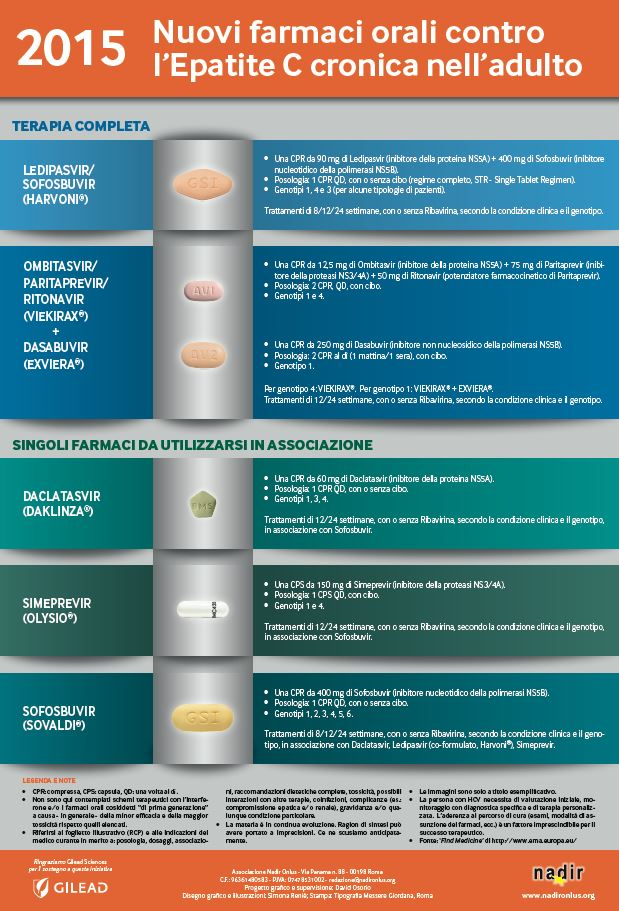 2015
Nuovi farmaci orali contro
l'Epatite C cronica nell'adulto
TERAPIA COMPLETA
LEDIPASVIR/
SOFOSBUVIR
(HARVONI®)
GSI
• Una CPR da 90 mg di Ledipasvir (inibitore della proteina NS5A) + 400 mg di Sofosbuvir (inibitore
nucleotidico della polimerasi NS5B).
• Posologia: 1 CPR QD, con o senza cibo (regime completo, STR - Single Tablet Regimen).
• Genotipi 1, 4 e 3 (per alcune tipologie di pazienti).
Trattamenti di 8/12/24 settimane, con o senza Ribavirina, secondo la condizione clinica e il genotipo.
OMBITASVIR/
PARITAPREVIR/
RITONAVIR
(VIEKIRAX®)
+
DASABUVIR
(EXVIERA®)
AV1
AV2
• Una CPR da 12,5 mg di Ombitasvir (inibitore della proteina NS5A) + 75 mg di Paritaprevir (inibi-
tore della proteasi NS3/4A) + 50 mg di Ritonavir (potenziatore farmacocinetico di Paritaprevir).
• Posologia: 2 CPR, QD, con cibo.
• Genotipi 1 e 4.
• Una CPR da 250 mg di Dasabuvir (inibitore non nucleosidico della polimerasi NS5B).
• Posologia: 2 CPR al dì (1 mattina/1 sera), con cibo.
• Genotipo 1.
Per genotipo 4: VIEKIRAX®. Per genotipo 1: VIEKIRAX® + EXVIERA®.
Trattamenti di 12/24 settimane, con o senza Ribavirina, secondo la condizione clinica e il genotipo.
SINGOLI FARMACI DA UTILIZZARSI IN ASSOCIAZIONE
DACLATASVIR
(DAKLINZA®)
BMS
• Una CPR da 60 mg di Daclatasvir (inibitore della proteina NS5A).
• Posologia: 1 CPR QD, con o senza cibo.
• Genotipi 1, 3, 4.
Trattamenti di 12/24 settimane, con o senza Ribavirina, secondo la condizione clinica e il genotipo,
in associazione con Sofosbuvir.
SIMEPREVIR
(OLYSIO®)
• Una CPS da 150 mg di Simeprevir (inibitore della proteasi NS3/4A).
• Posologia: 1 CPS QD, con cibo.
• Genotipi 1 e 4.
Trattamenti di 12/24 settimane, con o senza Ribavirina, secondo la condizione clinica e il genotipo,
in associazione con Sofosbuvir.
SOFOSBUVIR
(SOVALDI®)
GSI
• Una CPR da 400 mg di Sofosbuvir (inibitore nucleotidico della polimerasi NS5B).
• Posologia: 1 CPR QD, con o senza cibo.
• Genotipi 1, 2, 3, 4, 5, 6.
Trattamenti di 8/12/24 settimane, con o senza Ribavirina, secondo la condizione clinica e il geno-
tipo, in associazione con Daclatasvir, Ledipasvir (co-formulato, Harvoni®), Simeprevir.
LEGENDA E NOTE
• CPR: compressa, CPS: capsula, QD: una volta al dì.
• Non sono qui contemplati schemi terapeutici con l'interfe-
rone e/o i farmaci orali cosiddetti "di prima generazione"
a causa - in generale - della minor efficacia e della maggior
tossicità rispetto quelli elencati.
• Riferirsi al foglietto illustrativo (RCP) e alle indicazioni del
medico curante in merito a: posologia, dosaggi, associazio-
ni, raccomandazioni dietetiche complete, tossicità, possibili
interazioni con altre terapie, coinfezioni, complicanze (es.:
compromissione epatica e/o renale), gravidanza e/o qua-
lunque condizione particolare.
• La materia è in continua evoluzione. Ragion di sintesi può
avere portato a imprecisioni. Ce ne scusiamo anticipata-
mente.
• Le immagini sono solo a titolo esemplificativo.
• La persona con HCV necessita di valutazione iniziale, mo-
nitoraggio con diagnostica specifica e di terapia personaliz-
zata. L'aderenza al percorso di cura (esami, modalità di as-
sunzione dei farmaci, ecc.) è un fattore imprescindibile per il
successo terapeutico.
• Fonte: 'Find Medicine' di http://www.ema.europa.eu/
Ringraziamo Gilead Sciences
per il sostegno a questa iniziativa
GILEAD
Associazione Nadir Onlus - Via Panama n. 88 - 00198 Roma
C.F.: 96361480583 - P.IVA: 07478531002 - redazione@nadironlus.org
Progetto grafico e supervisione: David Osorio
Disegno grafico e illustrazioni: Simona Reniè; Stampa: Tipografia Messere Giordana, Roma
nadir
www.nadironlus.org